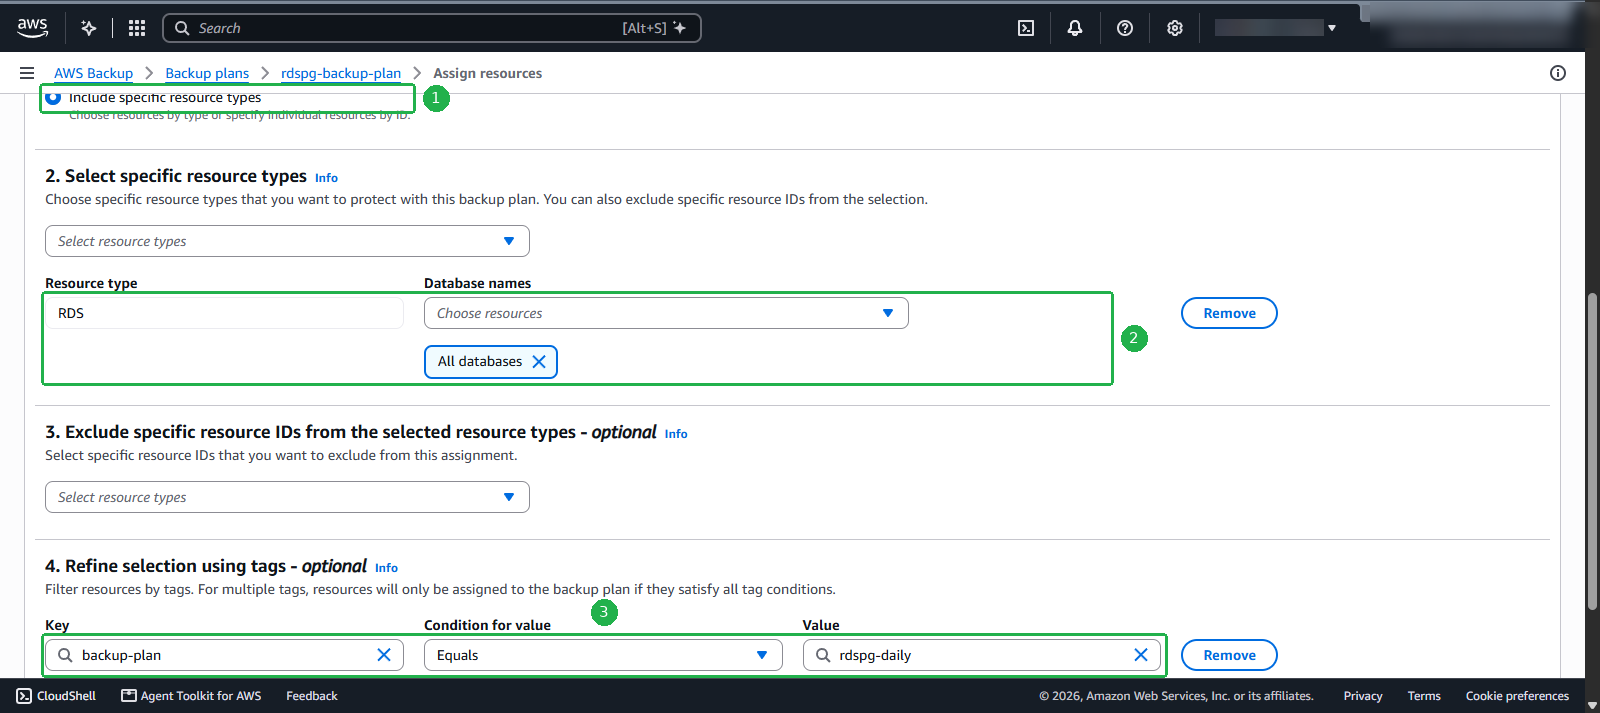 aws
Search
[Alt+S]
AWS Backup
Backup plans
rdspg-backup-plan
Assign resources
Include specific resource types
1
Choose resources by type or specify individual resources by ID.
2. Select specific resource types
Info
Choose specific resource types that you want to protect with this backup plan. You can also exclude specific resource IDs from the selection.
Select resource types
Resource type
Database names
RDS
Choose resources
Remove
2
All databases
3. Exclude specific resource IDs from the selected resource types - optional
Info
Select specific resource IDs that you want to exclude from this assignment.
Select resource types
4. Refine selection using tags - optional
Info
Filter resources by tags. For multiple tags, resources will only be assigned to the backup plan if they satisfy all tag conditions.
3
Key
Condition for value
Value
backup-plan
Equals
rdspg-daily
Remove
CloudShell
Agent Toolkit for AWS
Feedback
© 2026, Amazon Web Services, Inc. or its affiliates.
Privacy
Terms
Cookie preferences